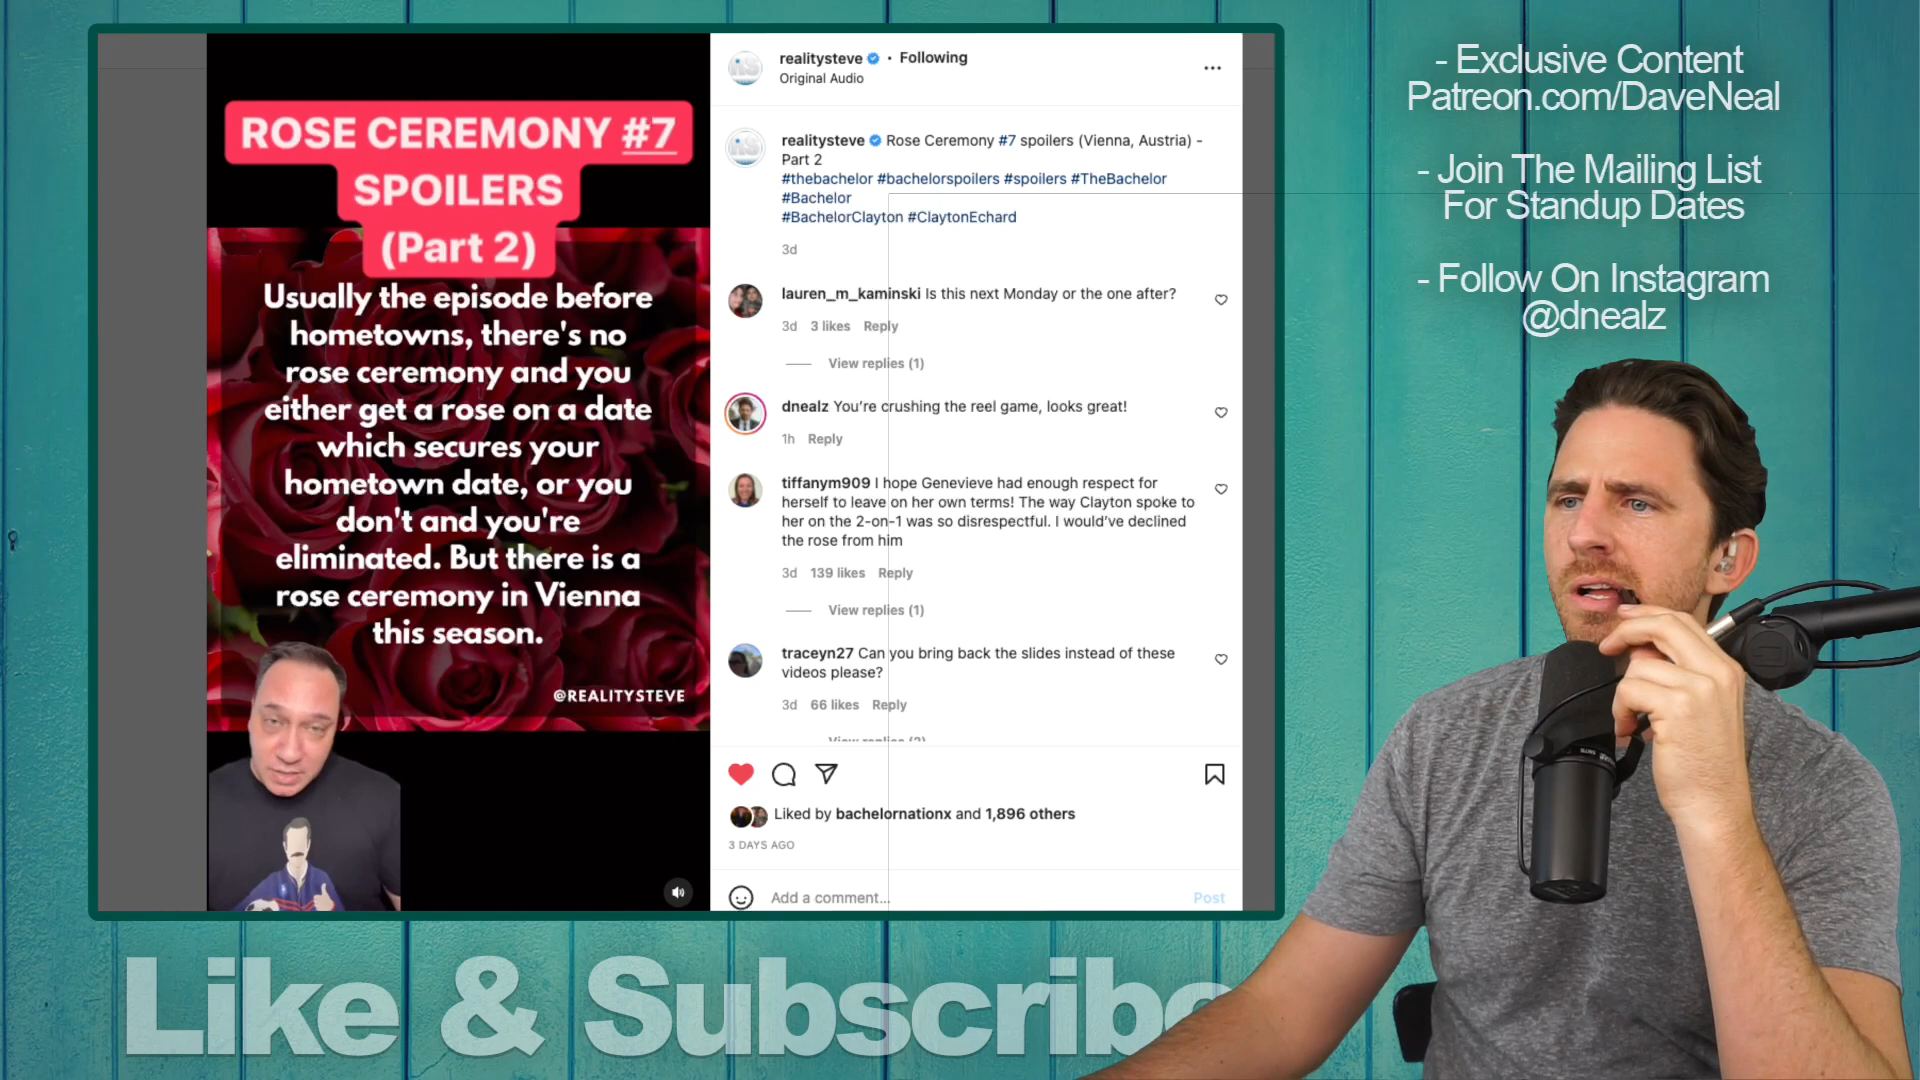 ROSE CEREMONY #7
SPOILERS
(Part 2)
Usually the episode before
hometowns, there's no
rose ceremony and you
either get a rose on a date
which secures your
hometown date, or you
don't and you're
eliminated. But there is a
rose ceremony in Vienna
this season.
@REALITYSTEVE
realitysteve • Following
Original Audio
realitysteve Rose Ceremony #7 spoilers (Vienna, Austria) -
Part 2
#thebachelor #bachelorspoilers #spoilers #TheBachelor
#Bachelor
#BachelorClayton #ClaytonEchard
3d
lauren_m_kaminski Is this next Monday or the one after?
3d 3 likes Reply
View replies (1)
dnealz You're crushing the reel game, looks great!
1h Reply
tiffanym909 I hope Genevieve had enough respect for
herself to leave on her own terms! The way Clayton spoke to
her on the 2-on-1 was so disrespectful. I would've declined
the rose from him
3d 139 likes Reply
View replies (1)
traceyn27 Can you bring back the slides instead of these
videos please?
3d 66 likes Reply
View replies (2)
Liked by bachelornationx and 1,896 others
3 DAYS AGO
Add a comment... Post
- Exclusive Content
Patreon.com/DaveNeal
- Join The Mailing List
For Standup Dates
- Follow On Instagram
@dnealz
Like & Subscribe